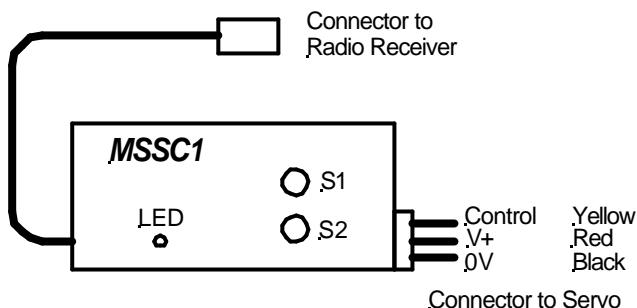 Connector to
Radio Receiver
MSSC1
S1
LED
S2
Control Yellow
V+ Red
0V Black
Connector to Servo